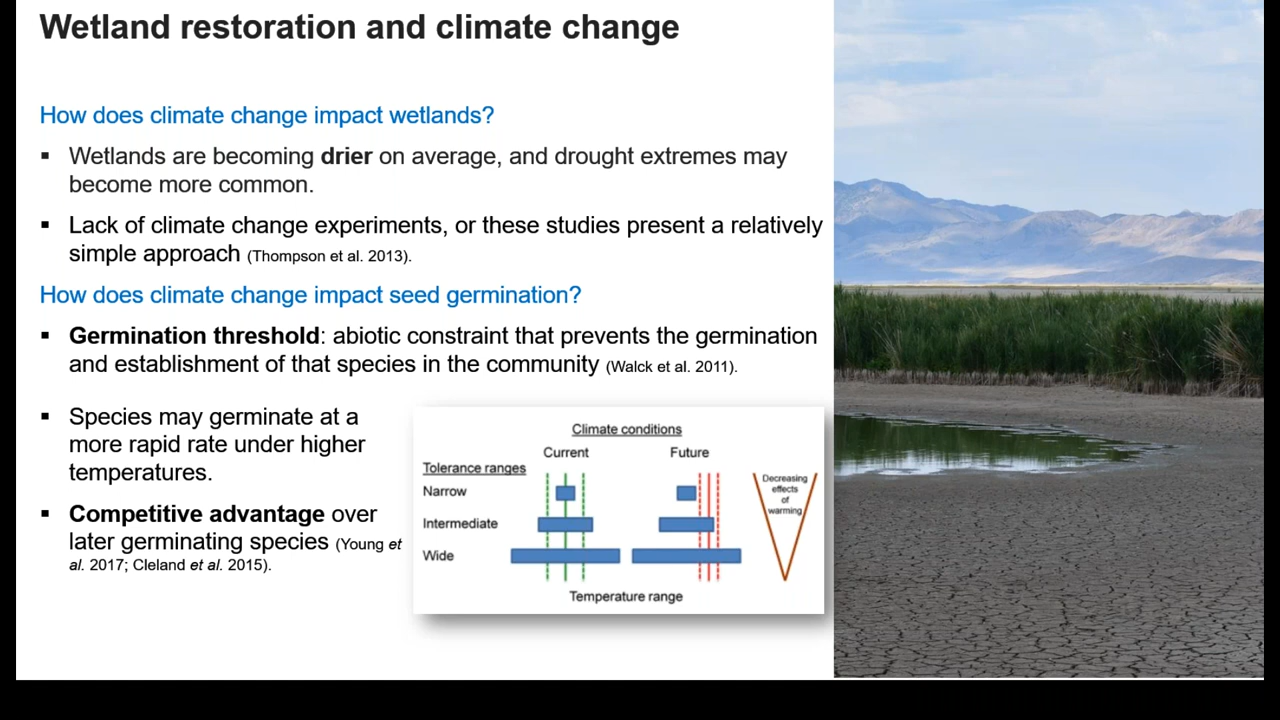 Wetland restoration and climate change
How does climate change impact wetlands?
▪ Wetlands are becoming drier on average, and drought extremes may
become more common.
▪ Lack of climate change experiments, or these studies present a relatively
simple approach (Thompson et al. 2013).
How does climate change impact seed germination?
▪ Germination threshold: abiotic constraint that prevents the germination
and establishment of that species in the community (Walck et al. 2011).
▪ Species may germinate at a
more rapid rate under higher
temperatures.
▪ Competitive advantage over
later germinating species (Young et
al. 2017; Cleland et al. 2015).
Climate conditions
Current Future
Tolerance ranges
Narrow
Intermediate
Wide
Decreasing
effects
of
warming
Temperature range